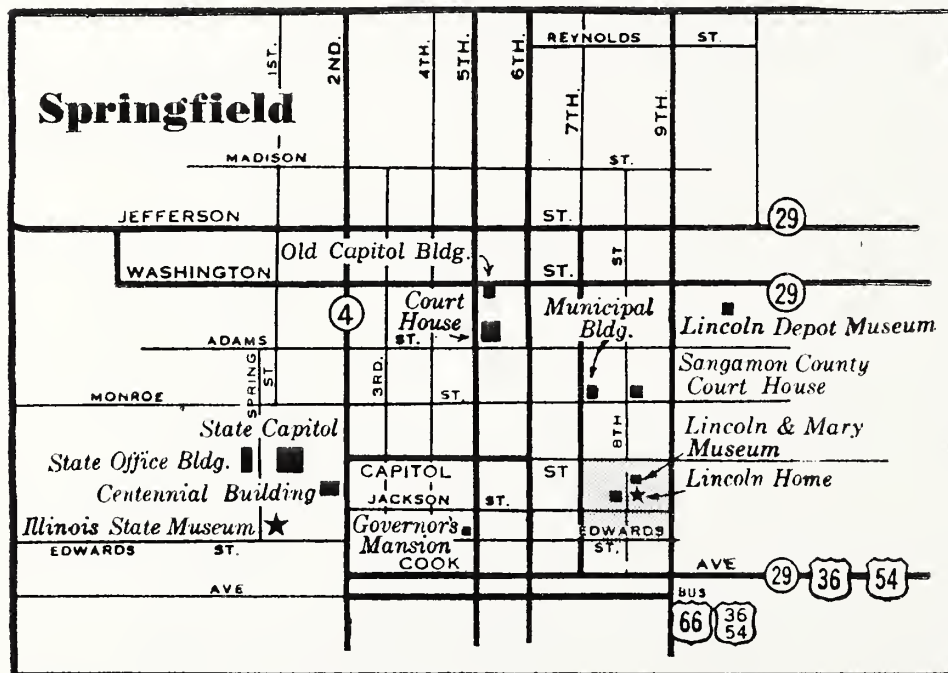 REYNOLDS ST.
1ST.
2ND.
4TH.
5TH.
6TH.
7TH.
9TH.
Springfield
MADISON ST.
JEFFERSON ST.
29
Old Capitol Bldg.
ST
WASHINGTON ST.
29
4
Court
House
Municipal
Bldg.
Lincoln Depot Museum
ADAMS ST.
SPRING
ST.
3RD.
Sangamon County
Court House
MONROE ST.
8TH
State Capitol
Lincoln & Mary
Museum
State Office Bldg.
CAPITOL ST
Lincoln Home
Centennial Building
JACKSON ST.
Illinois State Museum
Governor's
Mansion
EDWARDS
ST.
EDWARDS ST.
COOK AVE
29
36
54
AVE
BUS
66
36
54